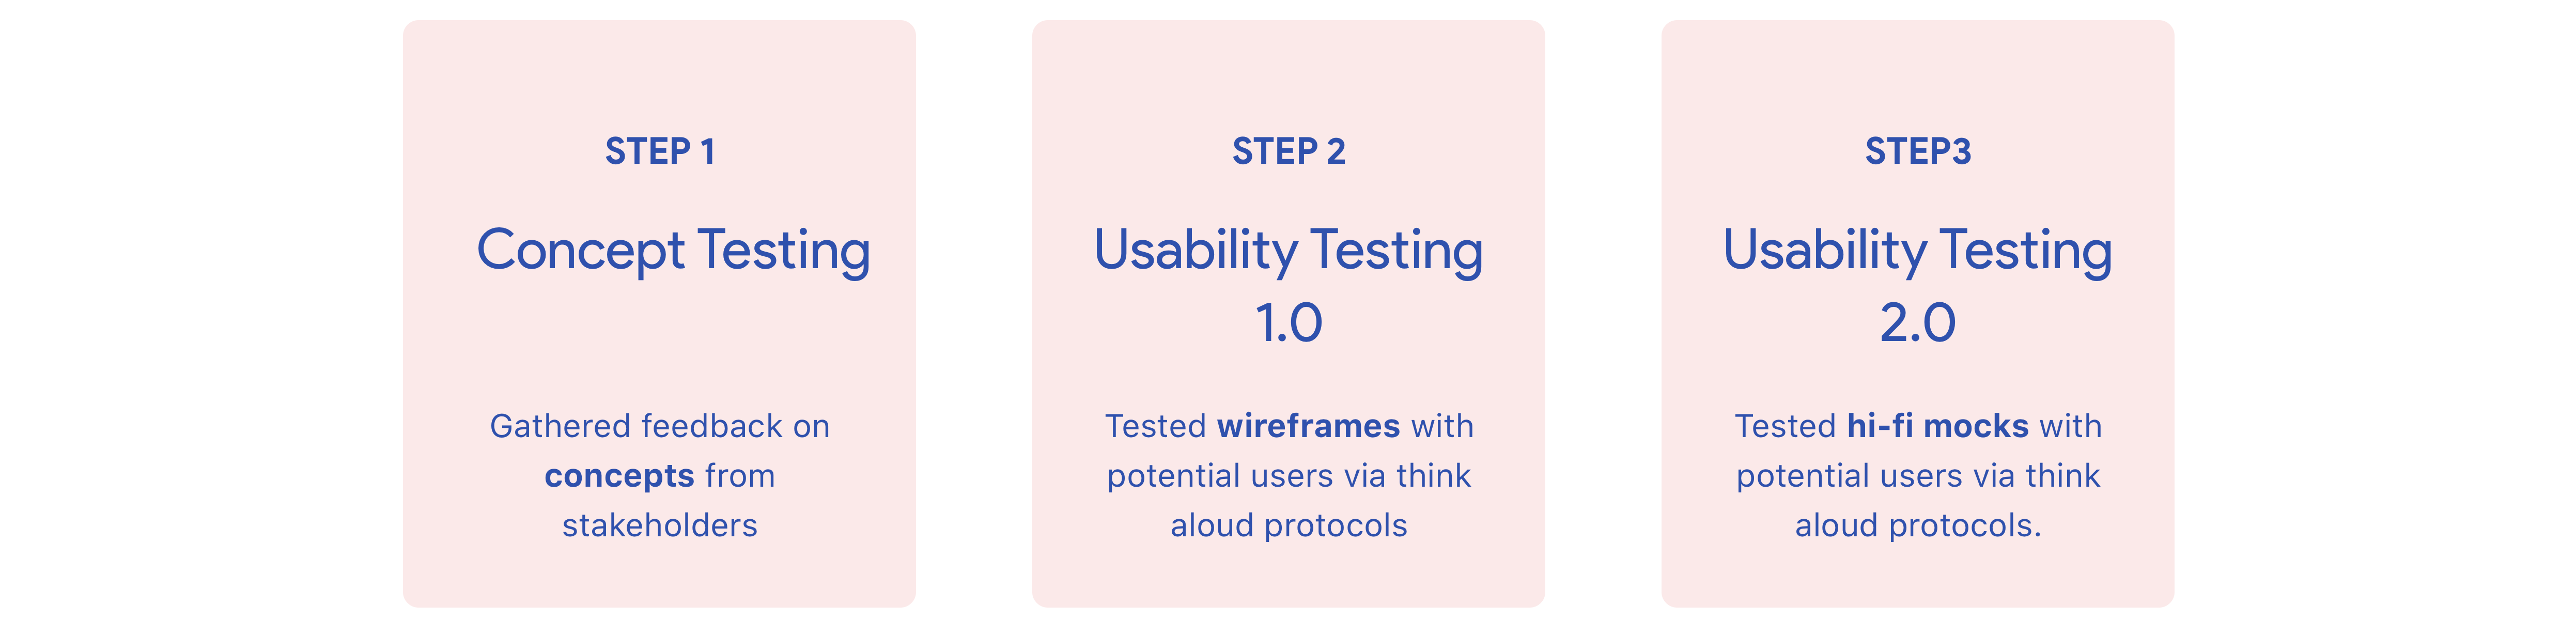 STEP 1
Concept Testing
Gathered feedback on
concepts from
stakeholders
STEP 2
Usability Testing
1.0
Tested wireframes with
potential users via think
aloud protocols
STEP3
Usability Testing
2.0
Tested hi-fi mocks with
potential users via think
aloud protocols.